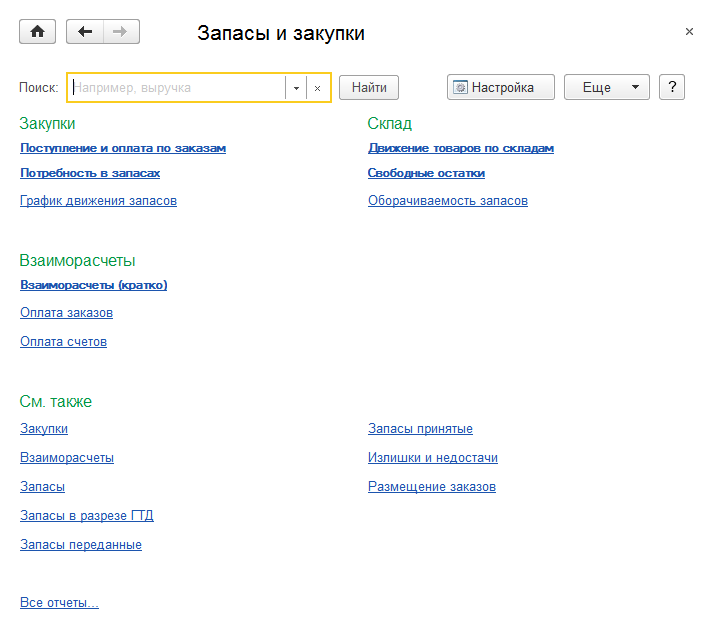 Запасы и закупки
Поиск: Например, выручка Найти Настройка Еще ?
Закупки
Поступление и оплата по заказам
Потребность в запасах
График движения запасов
Склад
Движение товаров по складам
Свободные остатки
Оборачиваемость запасов
Взаиморасчеты
Взаиморасчеты (кратко)
Оплата заказов
Оплата счетов
См. также
Закупки
Взаиморасчеты
Запасы
Запасы в разрезе ГТД
Запасы переданные
Запасы принятые
Излишки и недостачи
Размещение заказов
Все отчеты...